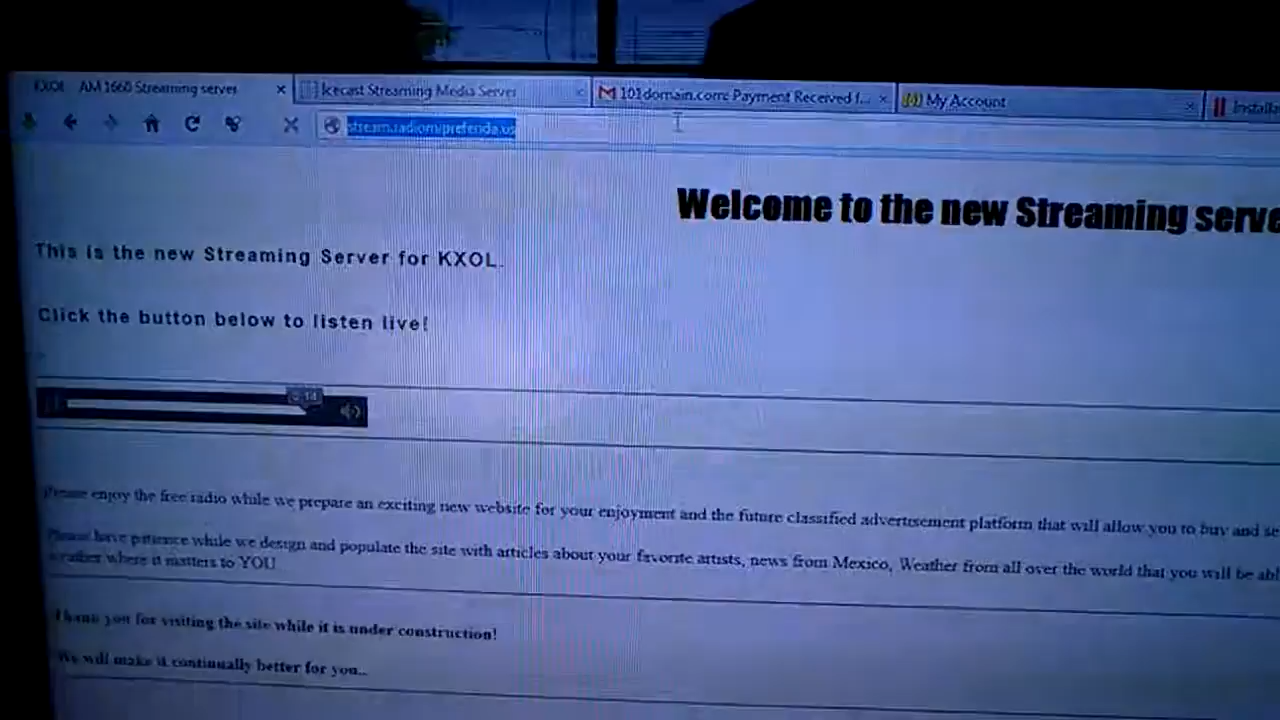 KXOL AM 1660 Streaming server
Icecast Streaming Media Server
101domain.com: Payment Received f...
My Account
Installa
stream.radiomiprefenda.us
Welcome to the new Streaming serve
This is the new Streaming Server for KXOL.
Click the button below to listen live!
Please enjoy the free radio while we prepare an exciting new website for your enjoyment and the future classified advertisement platform that will allow you to buy and se
Please have patience while we design and populate the site with articles about your favorite artists, news from Mexico, Weather from all over the world that you will be abl
weather where it matters to YOU
Thank you for visiting the site while it is under construction!
We will make it continually better for you...